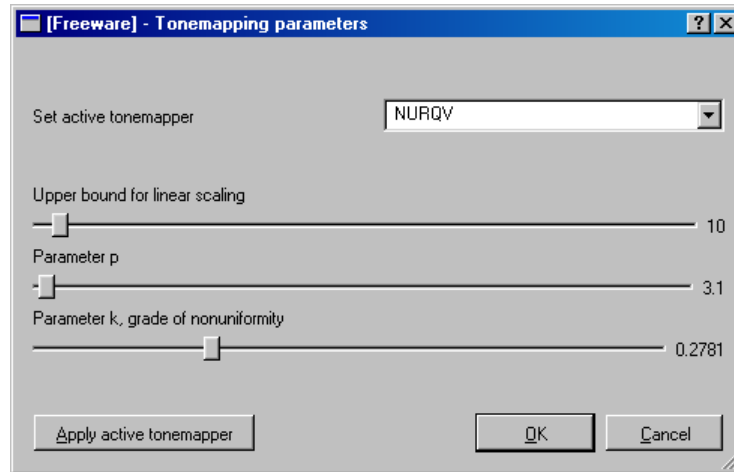 [Freeware] - Tonemapping parameters
Set active tonemapper NURQV
Upper bound for linear scaling
10
Parameter p
3.1
Parameter k, grade of nonuniformity
0.2781
Apply active tonemapper OK Cancel